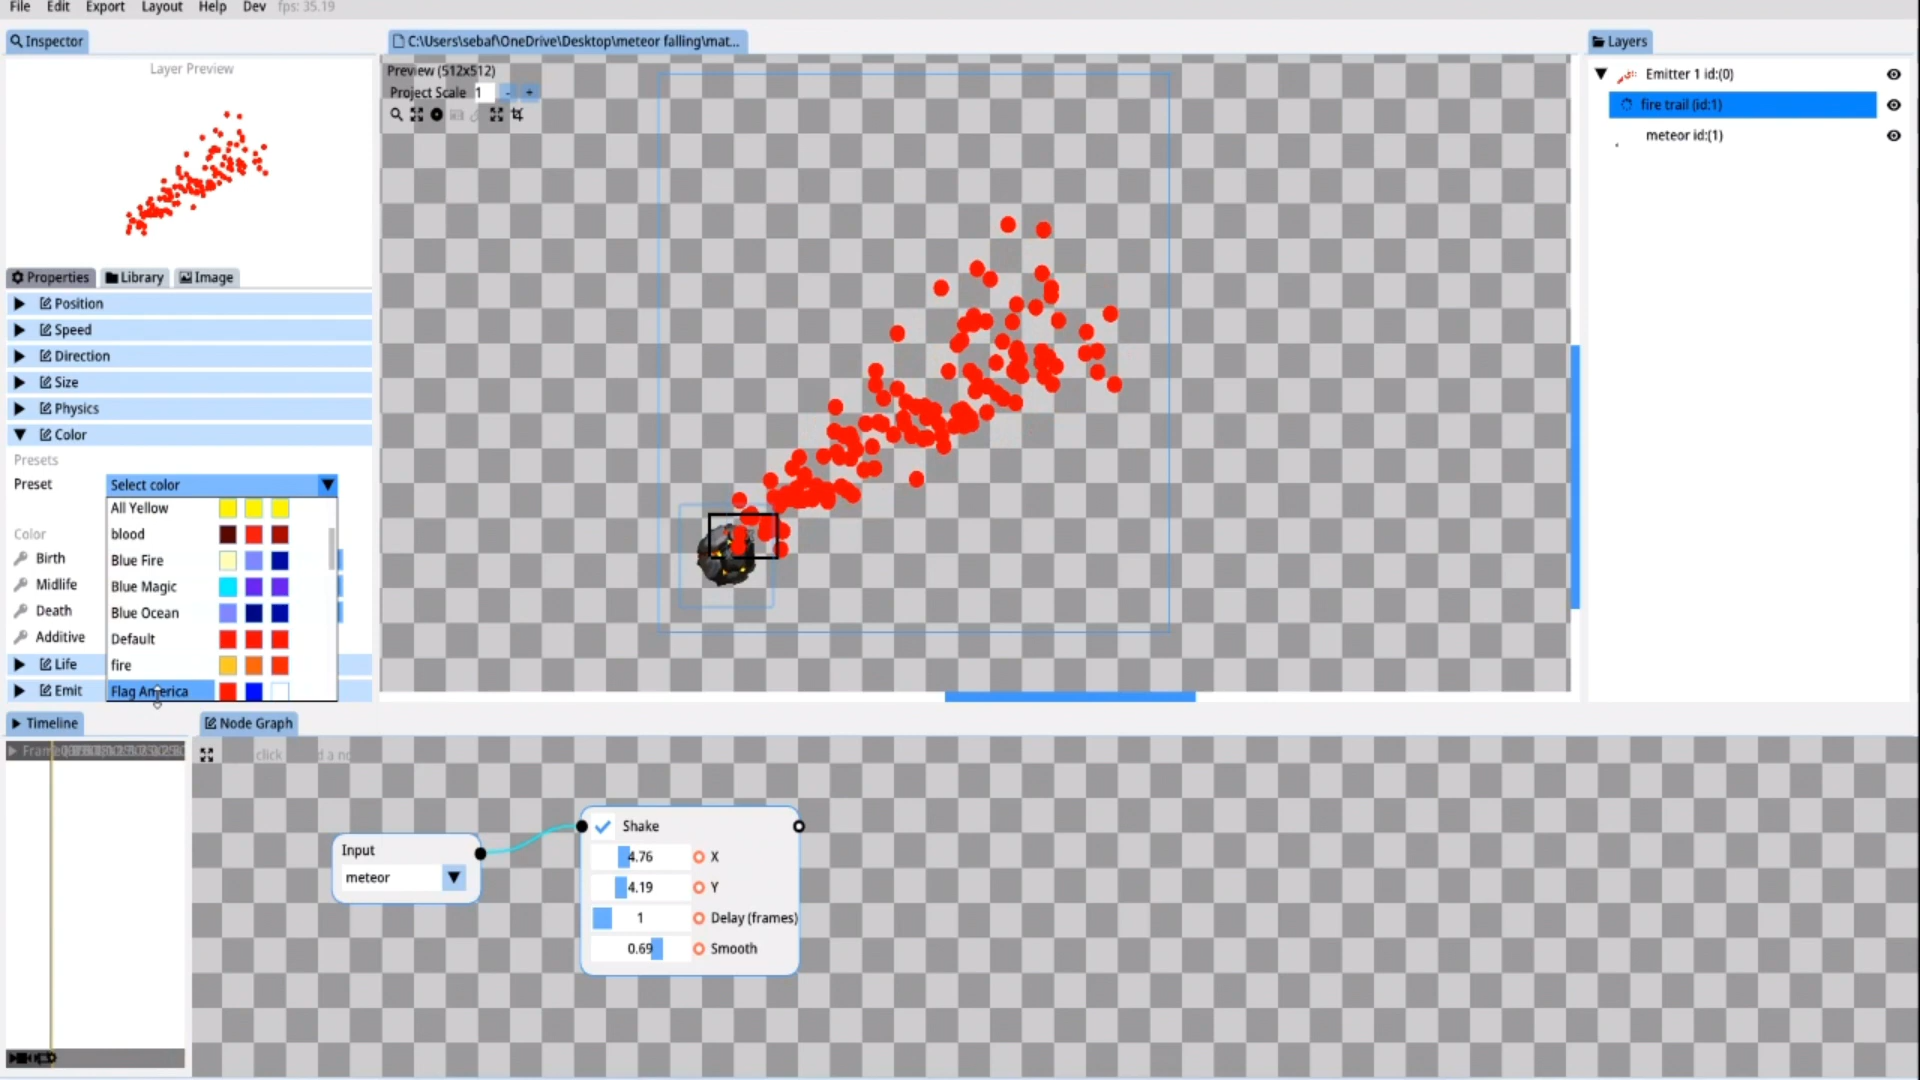 File Edit Export Layout Help Dev fps: 35.19
Inspector
C:\Users\sebaf\OneDrive\Desktop\meteor falling\mat...
Layers
Layer Preview
Preview (512x512)
Project Scale 1 - +
Emitter 1 id:(0)
fire trail (id:1)
meteor id:(1)
Properties Library Image
Position
Speed
Direction
Size
Physics
Color
Presets
Preset Select color
All Yellow
blood
Color
Birth Blue Fire
Midlife Blue Magic
Death Blue Ocean
Additive Default
Life fire
Emit Flag America
Timeline Node Graph
click
Input
meteor
Shake
4.76 X
4.19 Y
1 Delay (frames)
0.69 Smooth